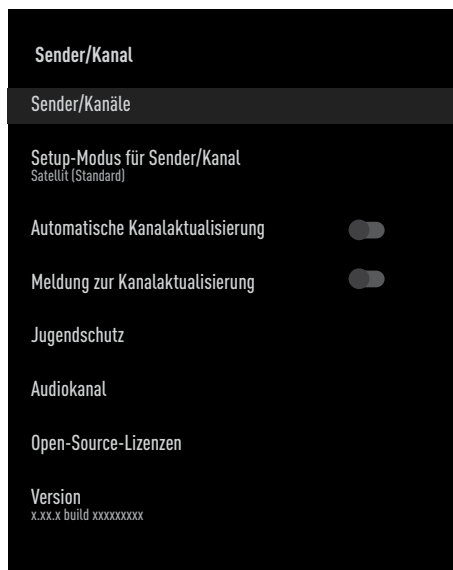 Sender/Kanal
Sender/Kanäle
Setup-Modus für Sender/Kanal
Satellit (Standard)
Automatische Kanalaktualisierung
Meldung zur Kanalaktualisierung
Jugendschutz
Audiokanal
Open-Source-Lizenzen
Version
x.xx.x build xxxxxxxxx